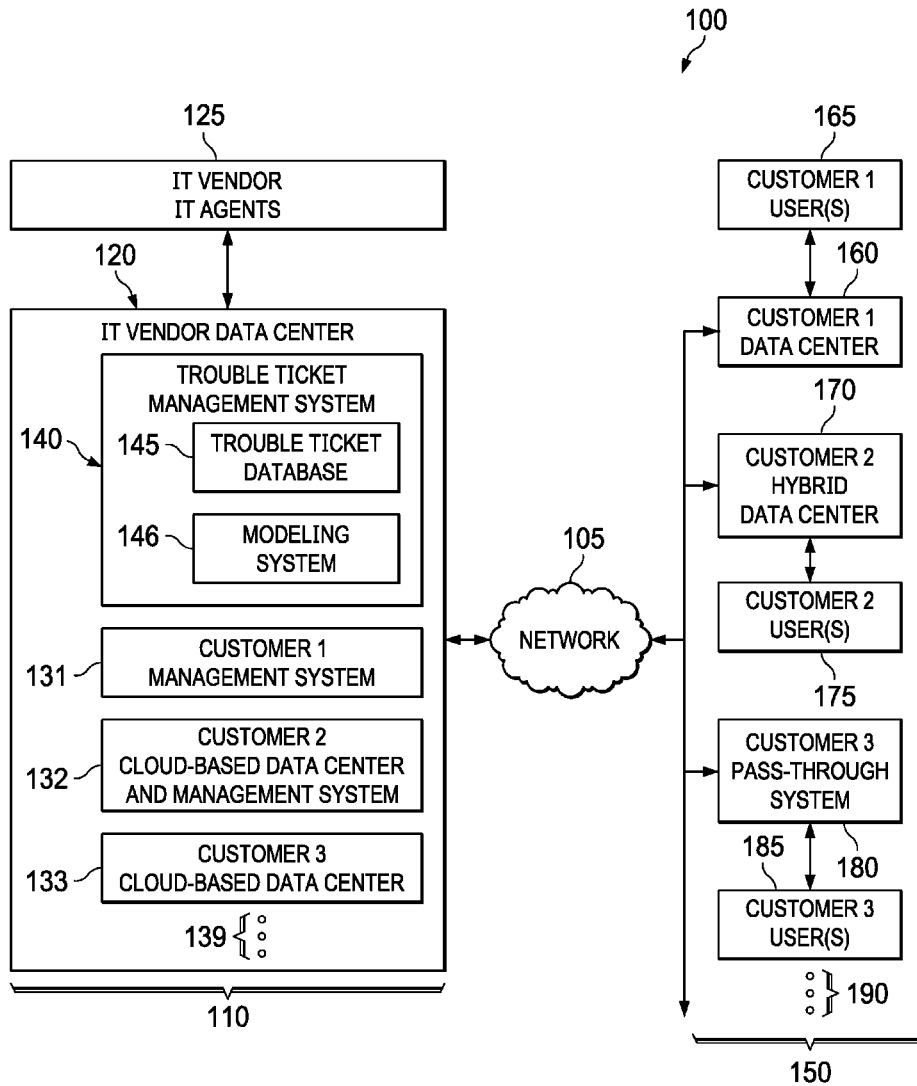 100
125
IT VENDOR
IT AGENTS
120
IT VENDOR DATA CENTER
TROUBLE TICKET
MANAGEMENT SYSTEM
140
145
TROUBLE TICKET
DATABASE
146
MODELING
SYSTEM
131
CUSTOMER 1
MANAGEMENT SYSTEM
132
CUSTOMER 2
CLOUD-BASED DATA CENTER
AND MANAGEMENT SYSTEM
133
CUSTOMER 3
CLOUD-BASED DATA CENTER
139
110
105
NETWORK
165
CUSTOMER 1
USER(S)
160
CUSTOMER 1
DATA CENTER
170
CUSTOMER 2
HYBRID
DATA CENTER
CUSTOMER 2
USER(S)
175
CUSTOMER 3
PASS-THROUGH
SYSTEM
185
180
CUSTOMER 3
USER(S)
190
150